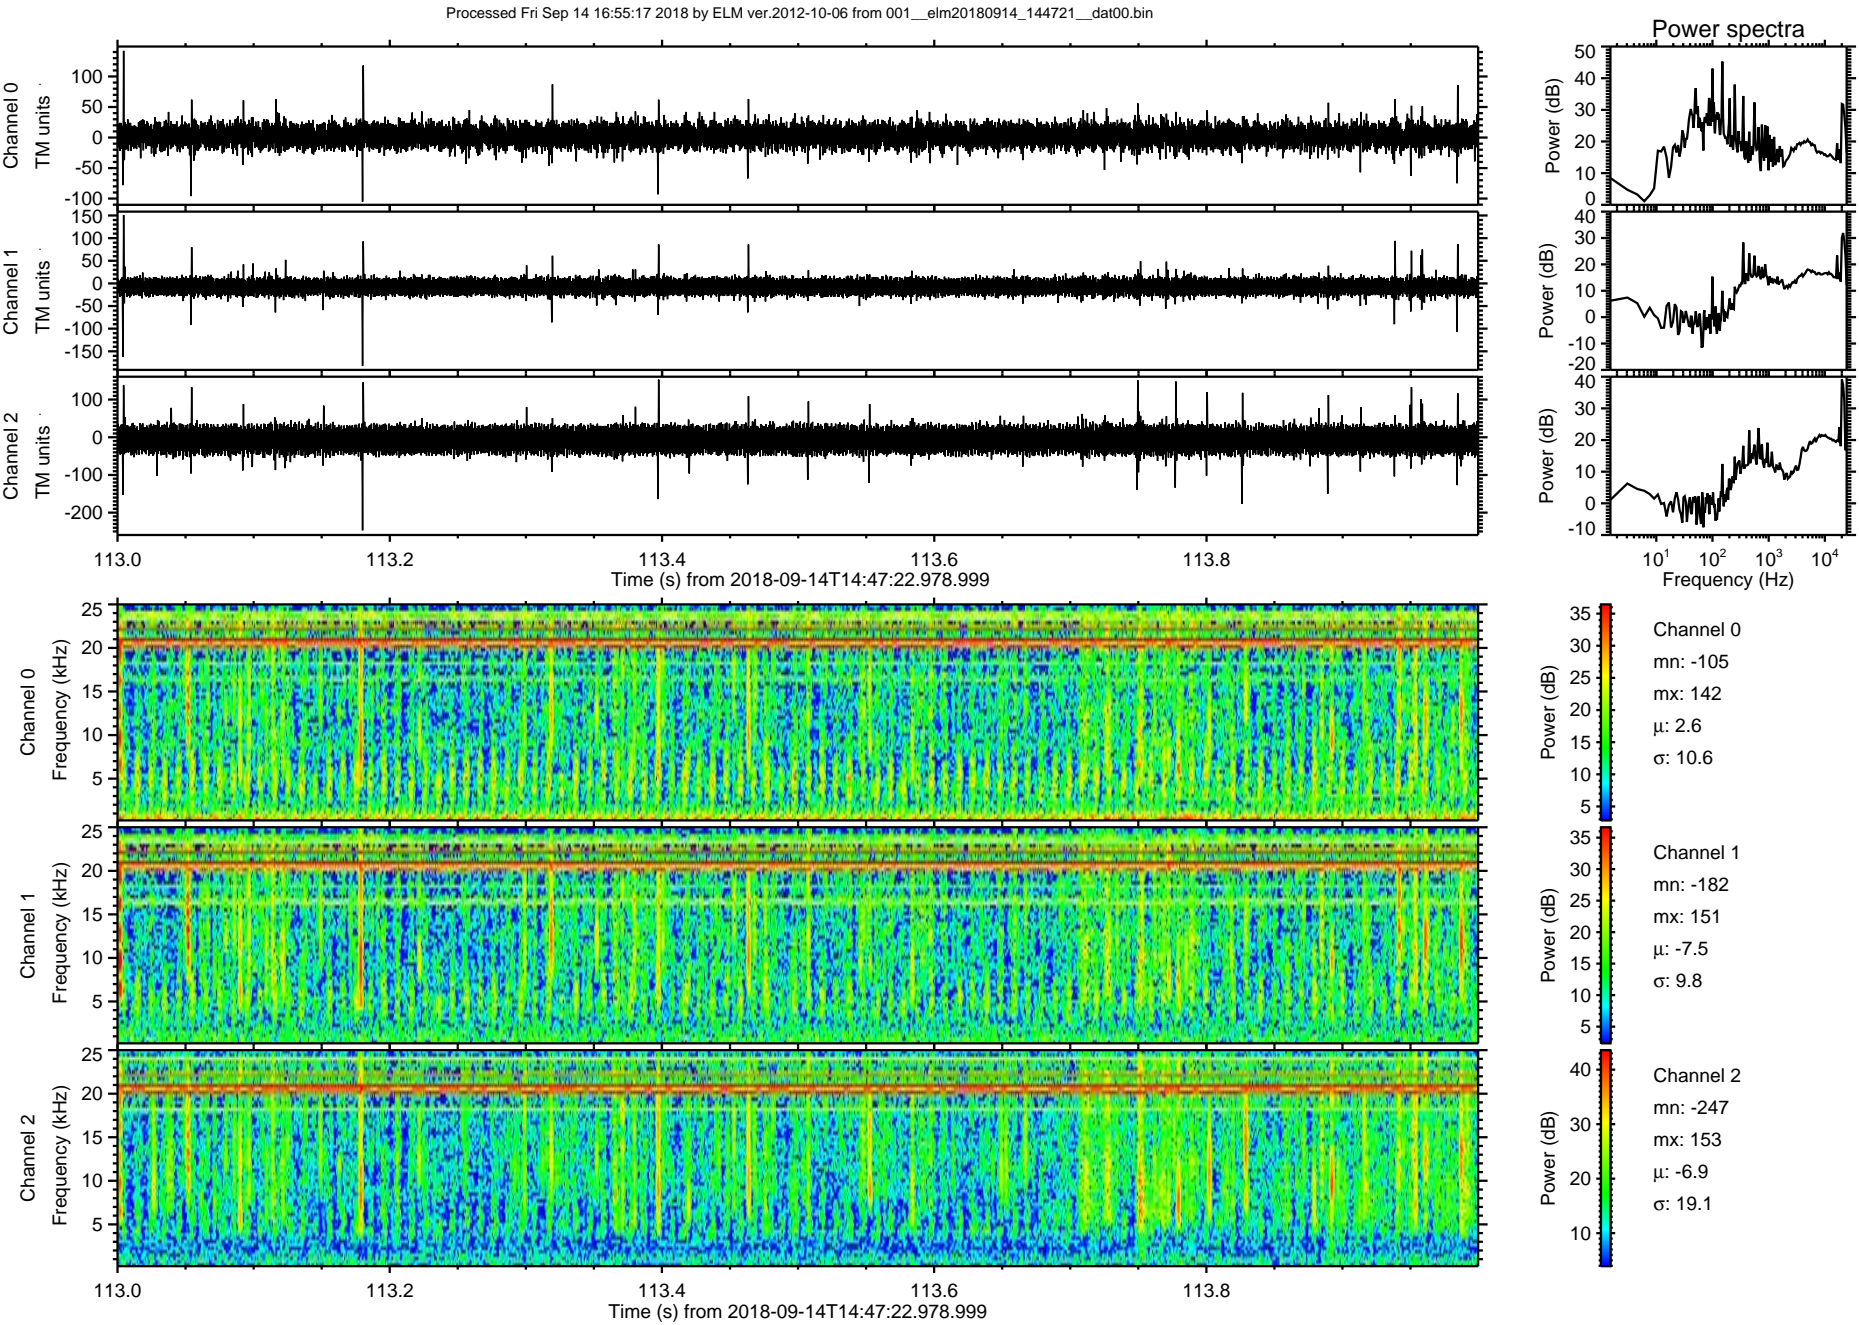 Processed Fri Sep 14 16:55:17 2018 by ELM ver.2012-10-06 from 001__elm20180914_144721__dat00.bin
Power spectra
Channel 0
TM units
100
50
0
-50
-100
Power (dB)
50
40
30
20
10
0
Channel 1
TM units
150
100
50
0
-50
-100
-150
Power (dB)
40
30
20
10
0
-10
-20
Channel 2
TM units
100
0
-100
-200
Power (dB)
40
30
20
10
0
-10
113.0 113.2 113.4 113.6 113.8
Time (s) from 2018-09-14T14:47:22.978.999
10¹ 10² 10³ 10⁴
Frequency (Hz)
Channel 0
Frequency (kHz)
25
20
15
10
5
Power (dB)
35
30
25
20
15
10
5
Channel 0
mn: -105
mx: 142
μ: 2.6
σ: 10.6
Channel 1
Frequency (kHz)
25
20
15
10
5
Power (dB)
35
30
25
20
15
10
5
Channel 1
mn: -182
mx: 151
μ: -7.5
σ: 9.8
Channel 2
Frequency (kHz)
25
20
15
10
5
Power (dB)
40
30
20
10
Channel 2
mn: -247
mx: 153
μ: -6.9
σ: 19.1
113.0 113.2 113.4 113.6 113.8
Time (s) from 2018-09-14T14:47:22.978.999